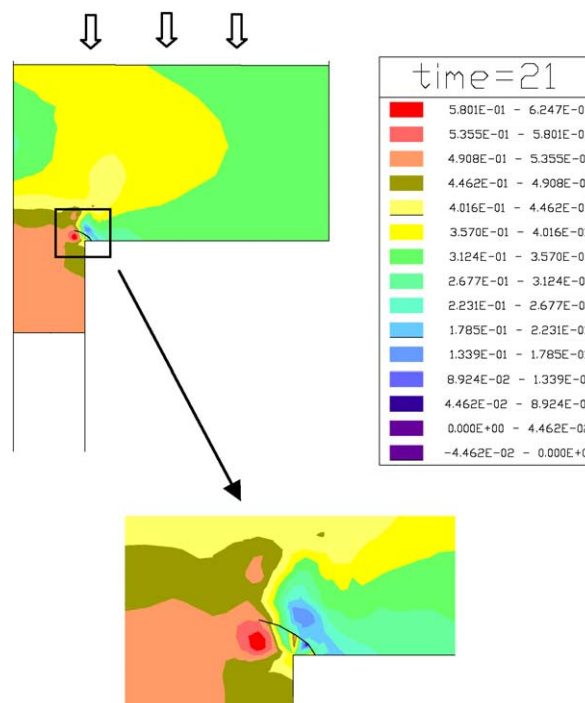 time=21
5.801E-01 - 6.247E-0
5.355E-01 - 5.801E-0
4.908E-01 - 5.355E-0
4.462E-01 - 4.908E-0
4.016E-01 - 4.462E-0
3.570E-01 - 4.016E-0
3.124E-01 - 3.570E-0
2.677E-01 - 3.124E-0
2.231E-01 - 2.677E-0
1.785E-01 - 2.231E-0
1.339E-01 - 1.785E-0
8.924E-02 - 1.339E-0
4.462E-02 - 8.924E-0
0.000E+00 - 4.462E-02
-4.462E-02 - 0.000E+0